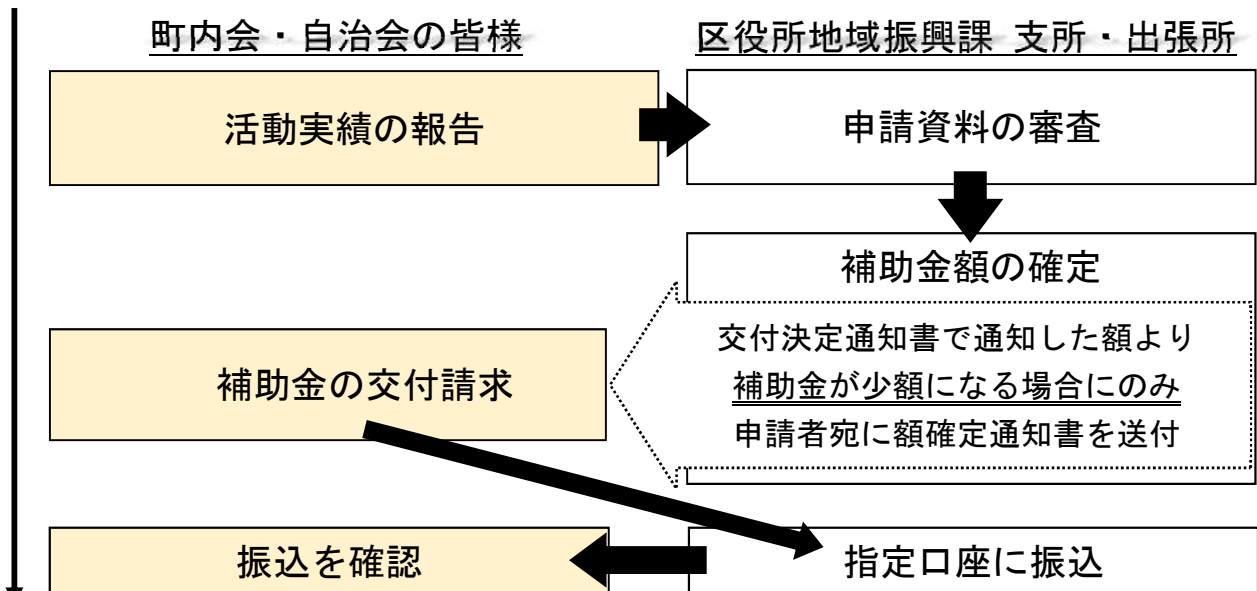 町内会・自治会の皆様
区役所地域振興課 支所・出張所
活動実績の報告
申請資料の審査
補助金額の確定
交付決定通知書で通知した額より
補助金が少額になる場合にのみ
申請者宛に額確定通知書を送付
補助金の交付請求
振込を確認
指定口座に振込